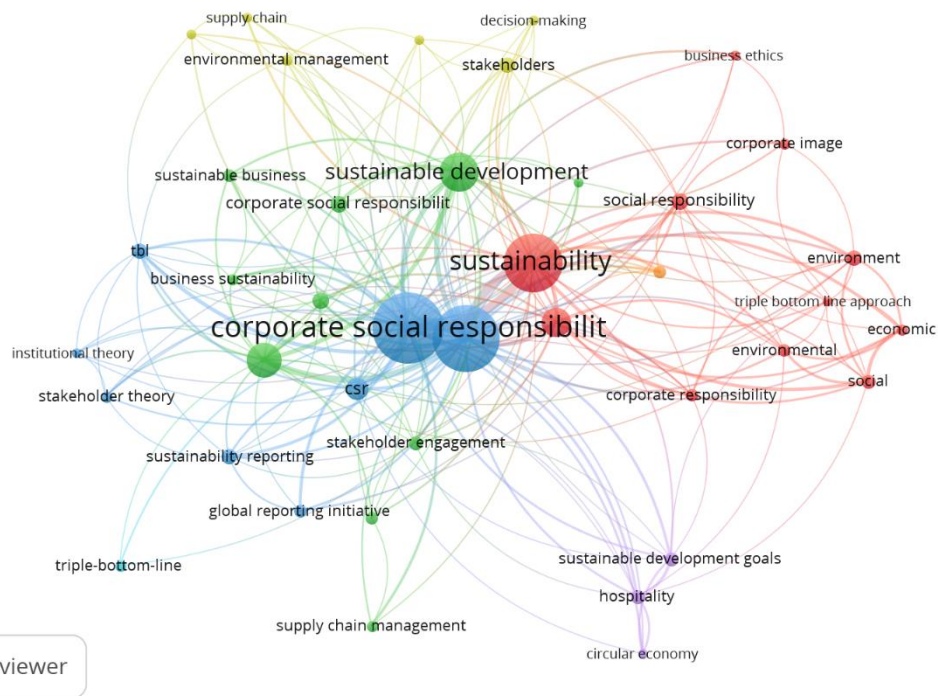 supply chain
decision-making
environmental management
stakeholders
business ethics
corporate image
sustainable development
sustainable business
corporate social responsibilit
social responsibility
tbl
sustainability
environment
business sustainability
triple bottom line approach
corporate social responsibilit
economic
institutional theory
environmental
social
csr
stakeholder theory
corporate responsibility
stakeholder engagement
sustainability reporting
global reporting initiative
sustainable development goals
triple-bottom-line
hospitality
supply chain management
circular economy
viewer